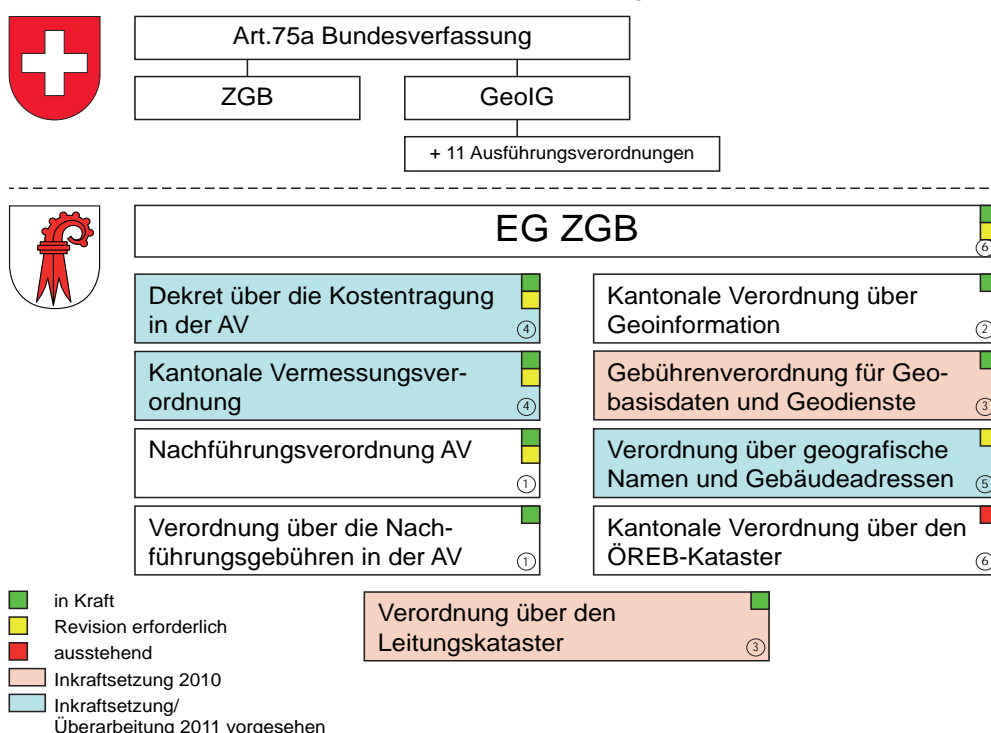 Art.75a Bundesverfassung
ZGB
GeoIG
+ 11 Ausführungsverordnungen
EG ZGB
6
Dekret über die Kostentragung
in der AV
4
Kantonale Verordnung über
Geoinformation
2
Kantonale Vermessungsver-
ordnung
4
Gebührenverordnung für Geo-
basisdaten und Geodienste
3
Nachführungsverordnung AV
1
Verordnung über geografische
Namen und Gebäudeadressen
5
Verordnung über die Nach-
führungsgebühren in der AV
1
Kantonale Verordnung über den
ÖREB-Kataster
6
Verordnung über den
Leitungskataster
3
in Kraft
Revision erforderlich
ausstehend
Inkraftsetzung 2010
Inkraftsetzung/
Überarbeitung 2011 vorgesehen